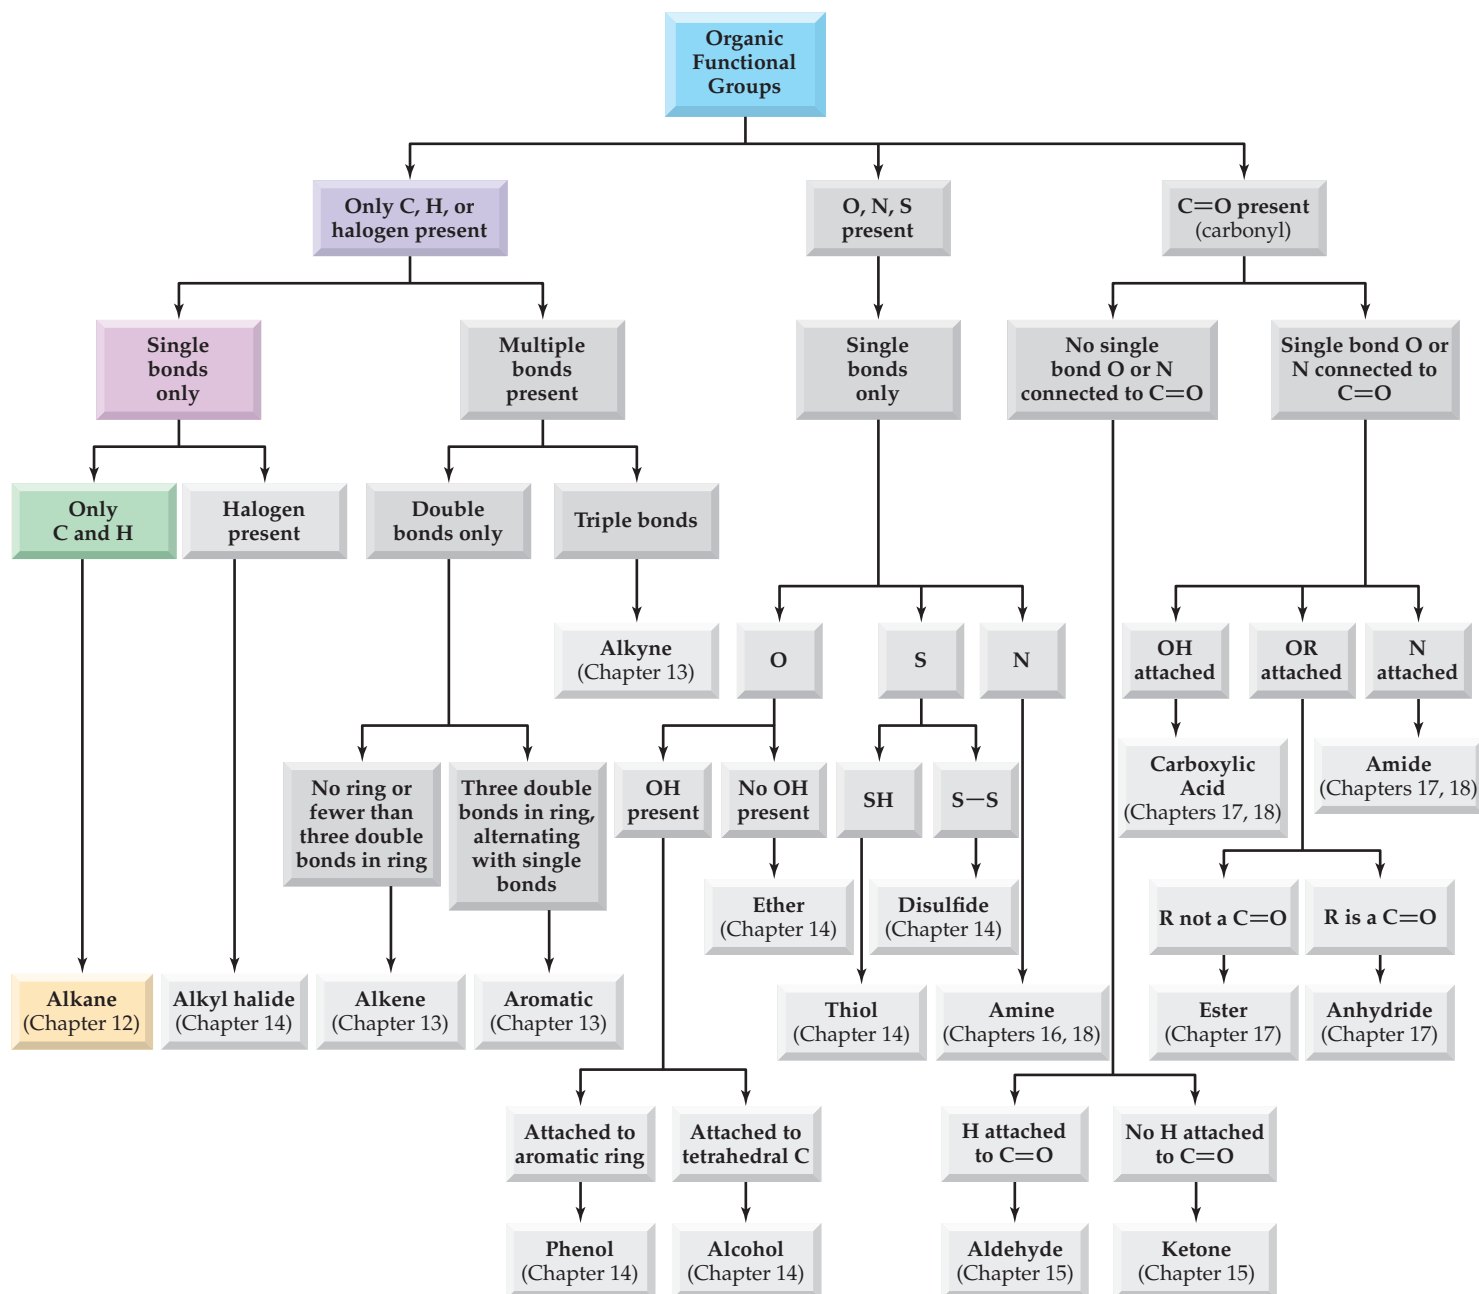 Organic
Functional
Groups
Only C, H, or
halogen present
O, N, S
present
C=O present
(carbonyl)
Single
bonds
only
Multiple
bonds
present
Single
bonds
only
No single
bond O or N
connected to C=O
Single bond O or
N connected to
C=O
Only
C and H
Halogen
present
Double
bonds only
Triple bonds
Alkyne
(Chapter 13)
O
S
N
OH
attached
OR
attached
N
attached
No ring or
fewer than
three double
bonds in ring
Three double
bonds in ring,
alternating
with single
bonds
OH
present
No OH
present
SH
S—S
Carboxylic
Acid
(Chapters 17, 18)
Amide
(Chapters 17, 18)
Ether
(Chapter 14)
Disulfide
(Chapter 14)
R not a C=O
R is a C=O
Alkane
(Chapter 12)
Alkyl halide
(Chapter 14)
Alkene
(Chapter 13)
Aromatic
(Chapter 13)
Thiol
(Chapter 14)
Amine
(Chapters 16, 18)
Ester
(Chapter 17)
Anhydride
(Chapter 17)
Attached to
aromatic ring
Attached to
tetrahedral C
H attached
to C=O
No H attached
to C=O
Phenol
(Chapter 14)
Alcohol
(Chapter 14)
Aldehyde
(Chapter 15)
Ketone
(Chapter 15)